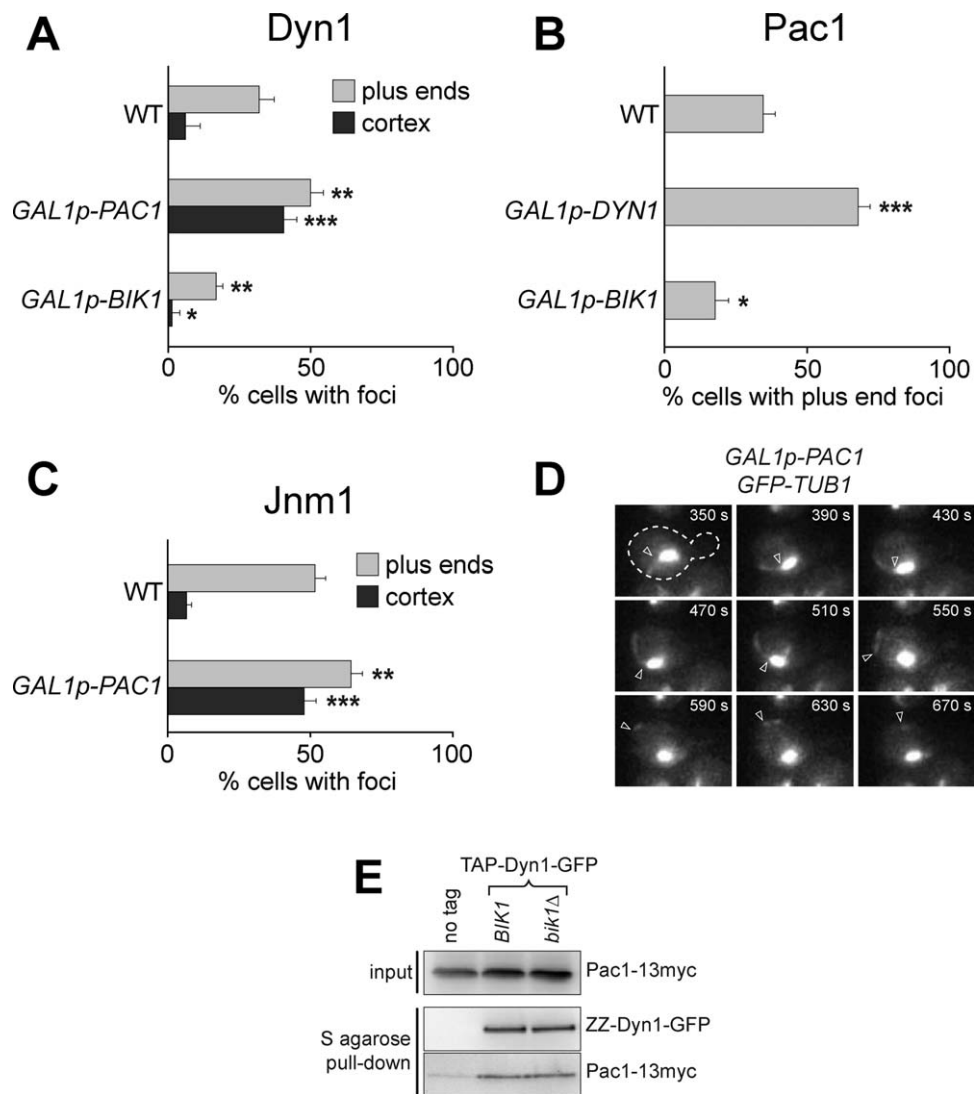 A
Dyn1
WT
plus ends
cortex
GAL1p-PAC1
**
***
GAL1p-BIK1
**
*
0
50
100
% cells with foci
B
Pac1
WT
GAL1p-DYN1
***
GAL1p-BIK1
*
0
50
100
% cells with plus end foci
C
Jnm1
WT
plus ends
cortex
GAL1p-PAC1
**
***
0
50
100
% cells with foci
D
GAL1p-PAC1
GFP-TUB1
350 s
390 s
430 s
470 s
510 s
550 s
590 s
630 s
670 s
E
TAP-Dyn1-GFP
no tag
BIK1
bik1Δ
input
Pac1-13myc
S agarose
pull-down
ZZ-Dyn1-GFP
Pac1-13myc